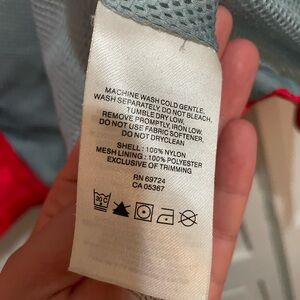 MACHINE WASH COLD GENTLE,
WASH SEPARATELY, DO NOT BLEACH,
TUMBLE DRY LOW,
REMOVE PROMPTLY, IRON LOW,
DO NOT USE FABRIC SOFTENER,
DO NOT DRYCLEAN
SHELL : 100% NYLON
MESH LINING : 100% POLYESTER
EXCLUSIVE OF TRIMMING
RN 69724
CA 05367
30 C